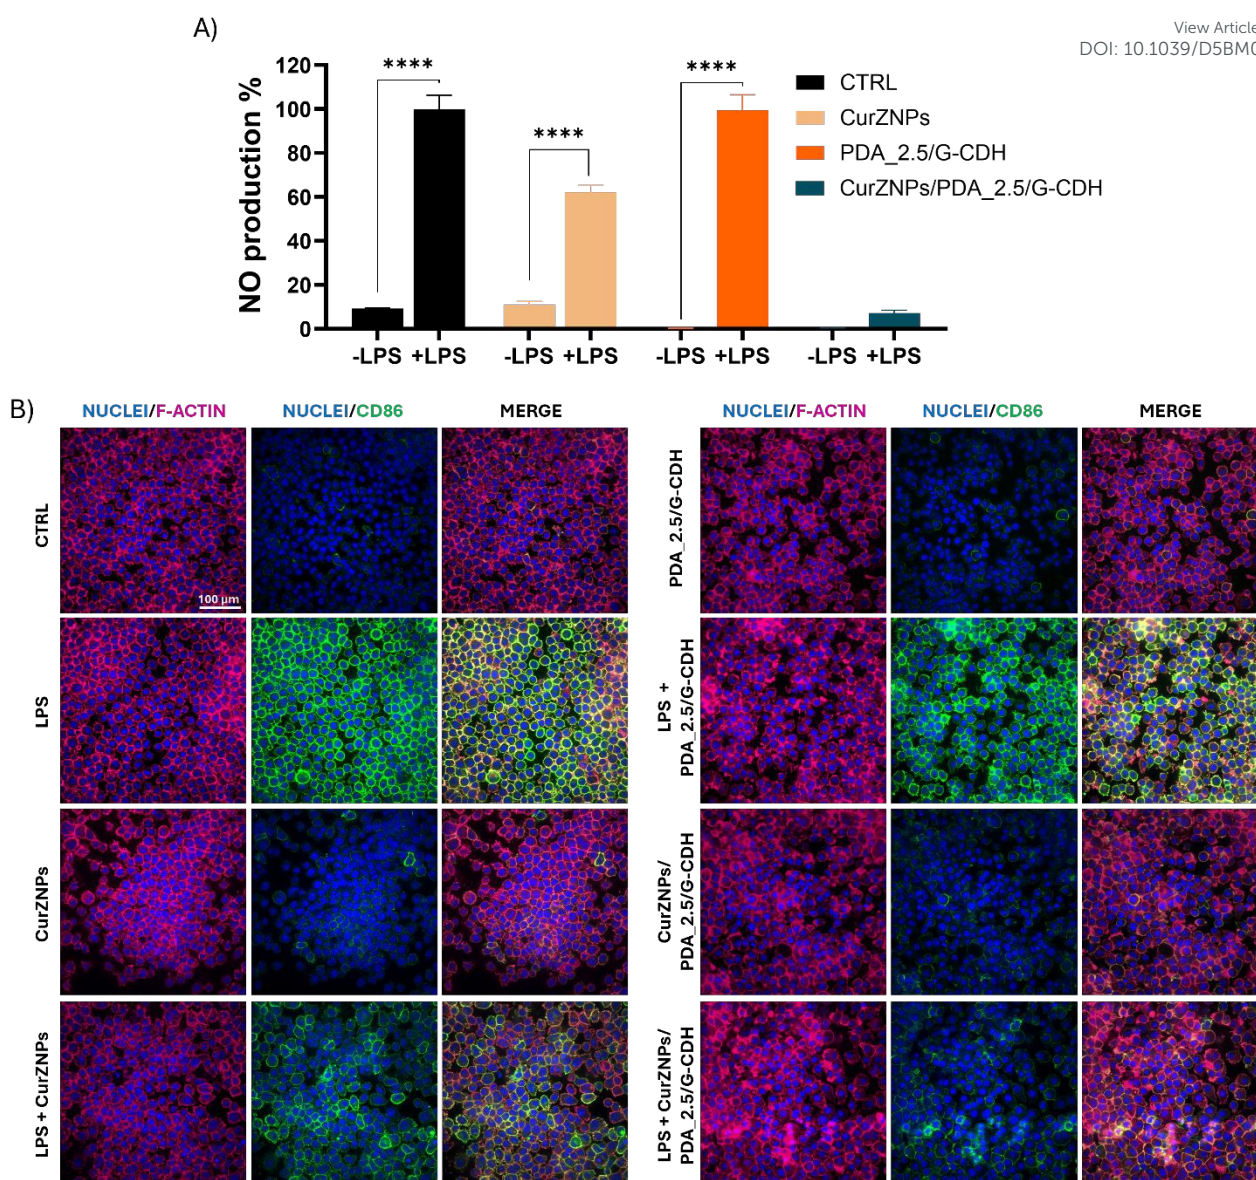 View Article
DOI: 10.1039/D5BM0
A)
NO production %
120
100
80
60
40
20
0
****
****
****
-LPS +LPS -LPS +LPS -LPS +LPS -LPS +LPS
CTRL
CurZNPs
PDA_2.5/G-CDH
CurZNPs/PDA_2.5/G-CDH
B)
NUCLEI/F-ACTIN NUCLEI/CD86 MERGE
CTRL
100 μm
LPS
CurZNPs
LPS + CurZNPs
NUCLEI/F-ACTIN NUCLEI/CD86 MERGE
PDA_2.5/G-CDH
LPS +
PDA_2.5/G-CDH
CurZNPs/
PDA_2.5/G-CDH
LPS + CurZNPs/
PDA_2.5/G-CDH